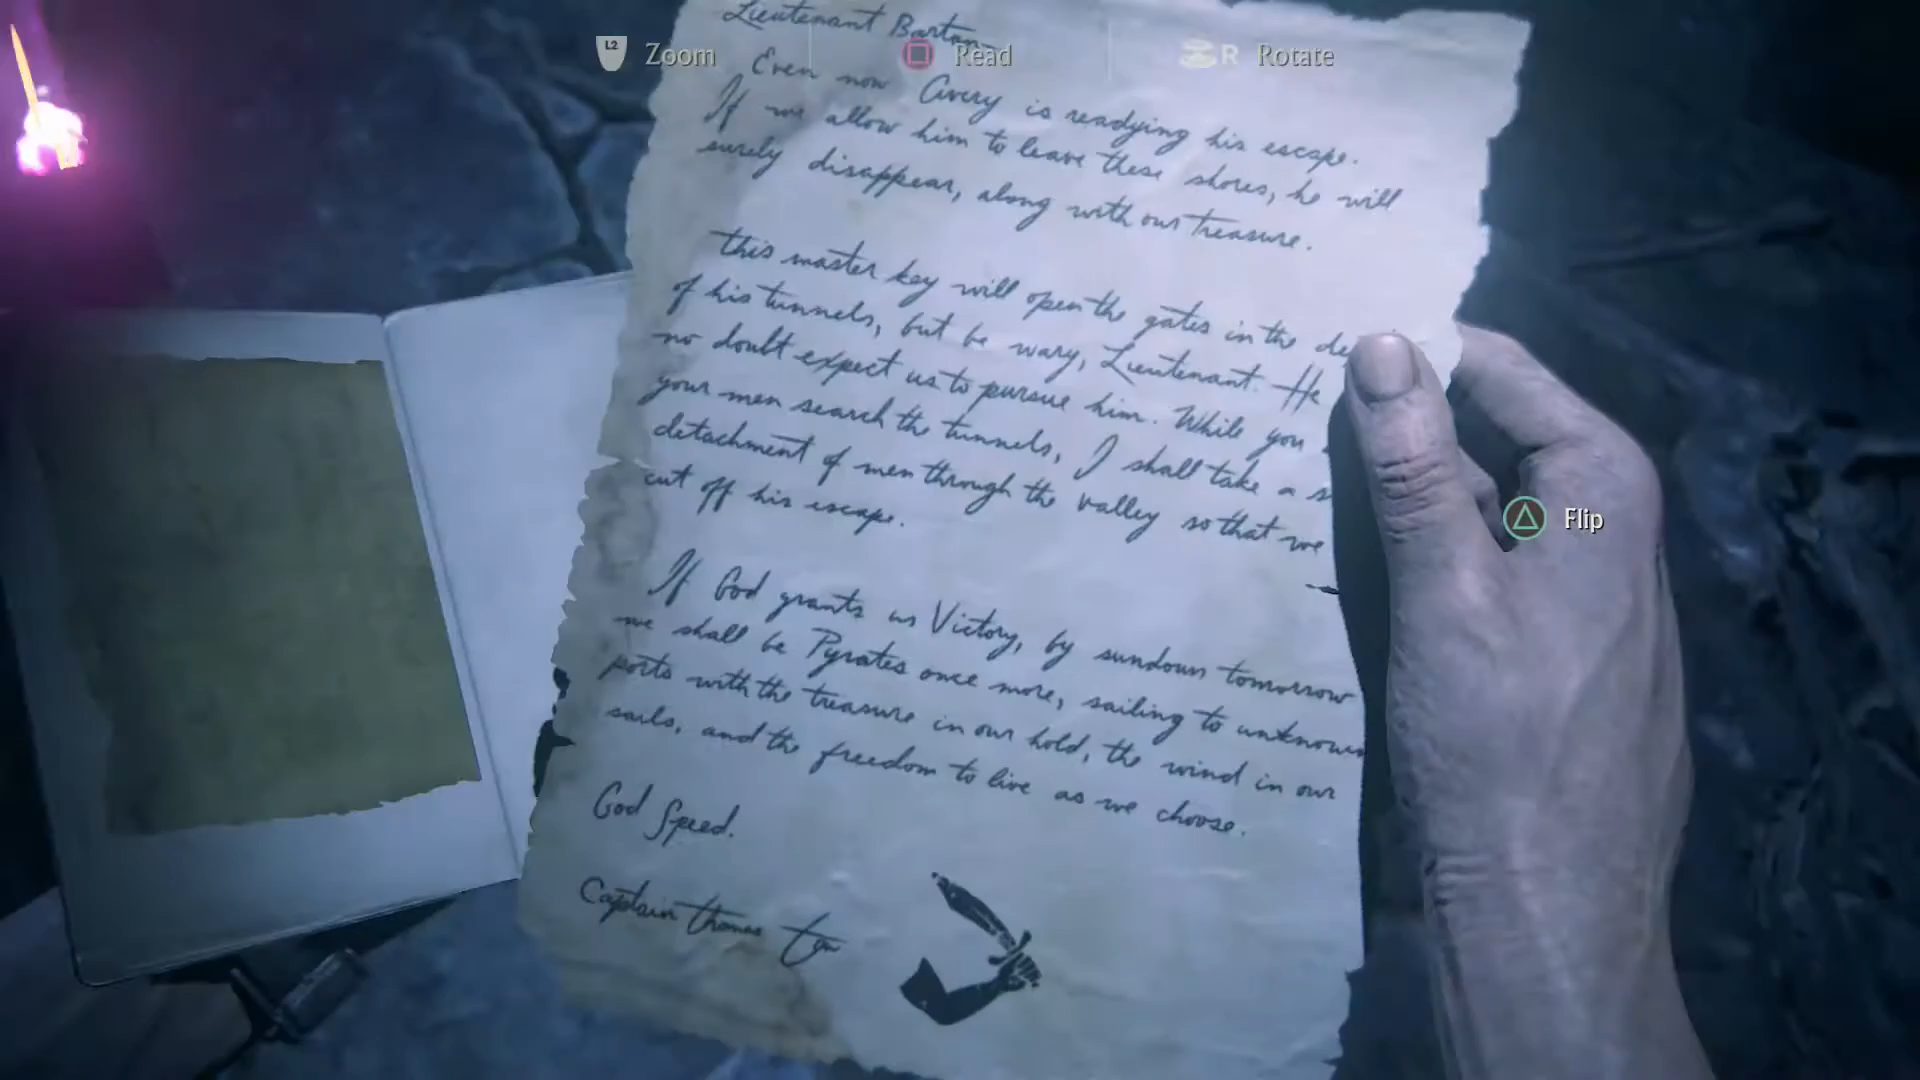 Lieutenant Barton
L2 Zoom
Read
R Rotate
Even now Avery is readying his escape.
If we allow him to leave these shores, he will
surely disappear, along with our treasure.
This master key will open the gates in the
of his tunnels, but be wary, Lieutenant. He
no doubt expect us to pursue him. While you
your men search the tunnels, I shall take a
detachment of men through the valley so that we
cut off his escape.
Flip
If God grants us Victory, by sundown tomorrow
we shall be Pyrates once more, sailing to unknown
ports with the treasure in our hold, the wind in our
sails, and the freedom to live as we choose.
God Speed.
Captain Thomas Tew